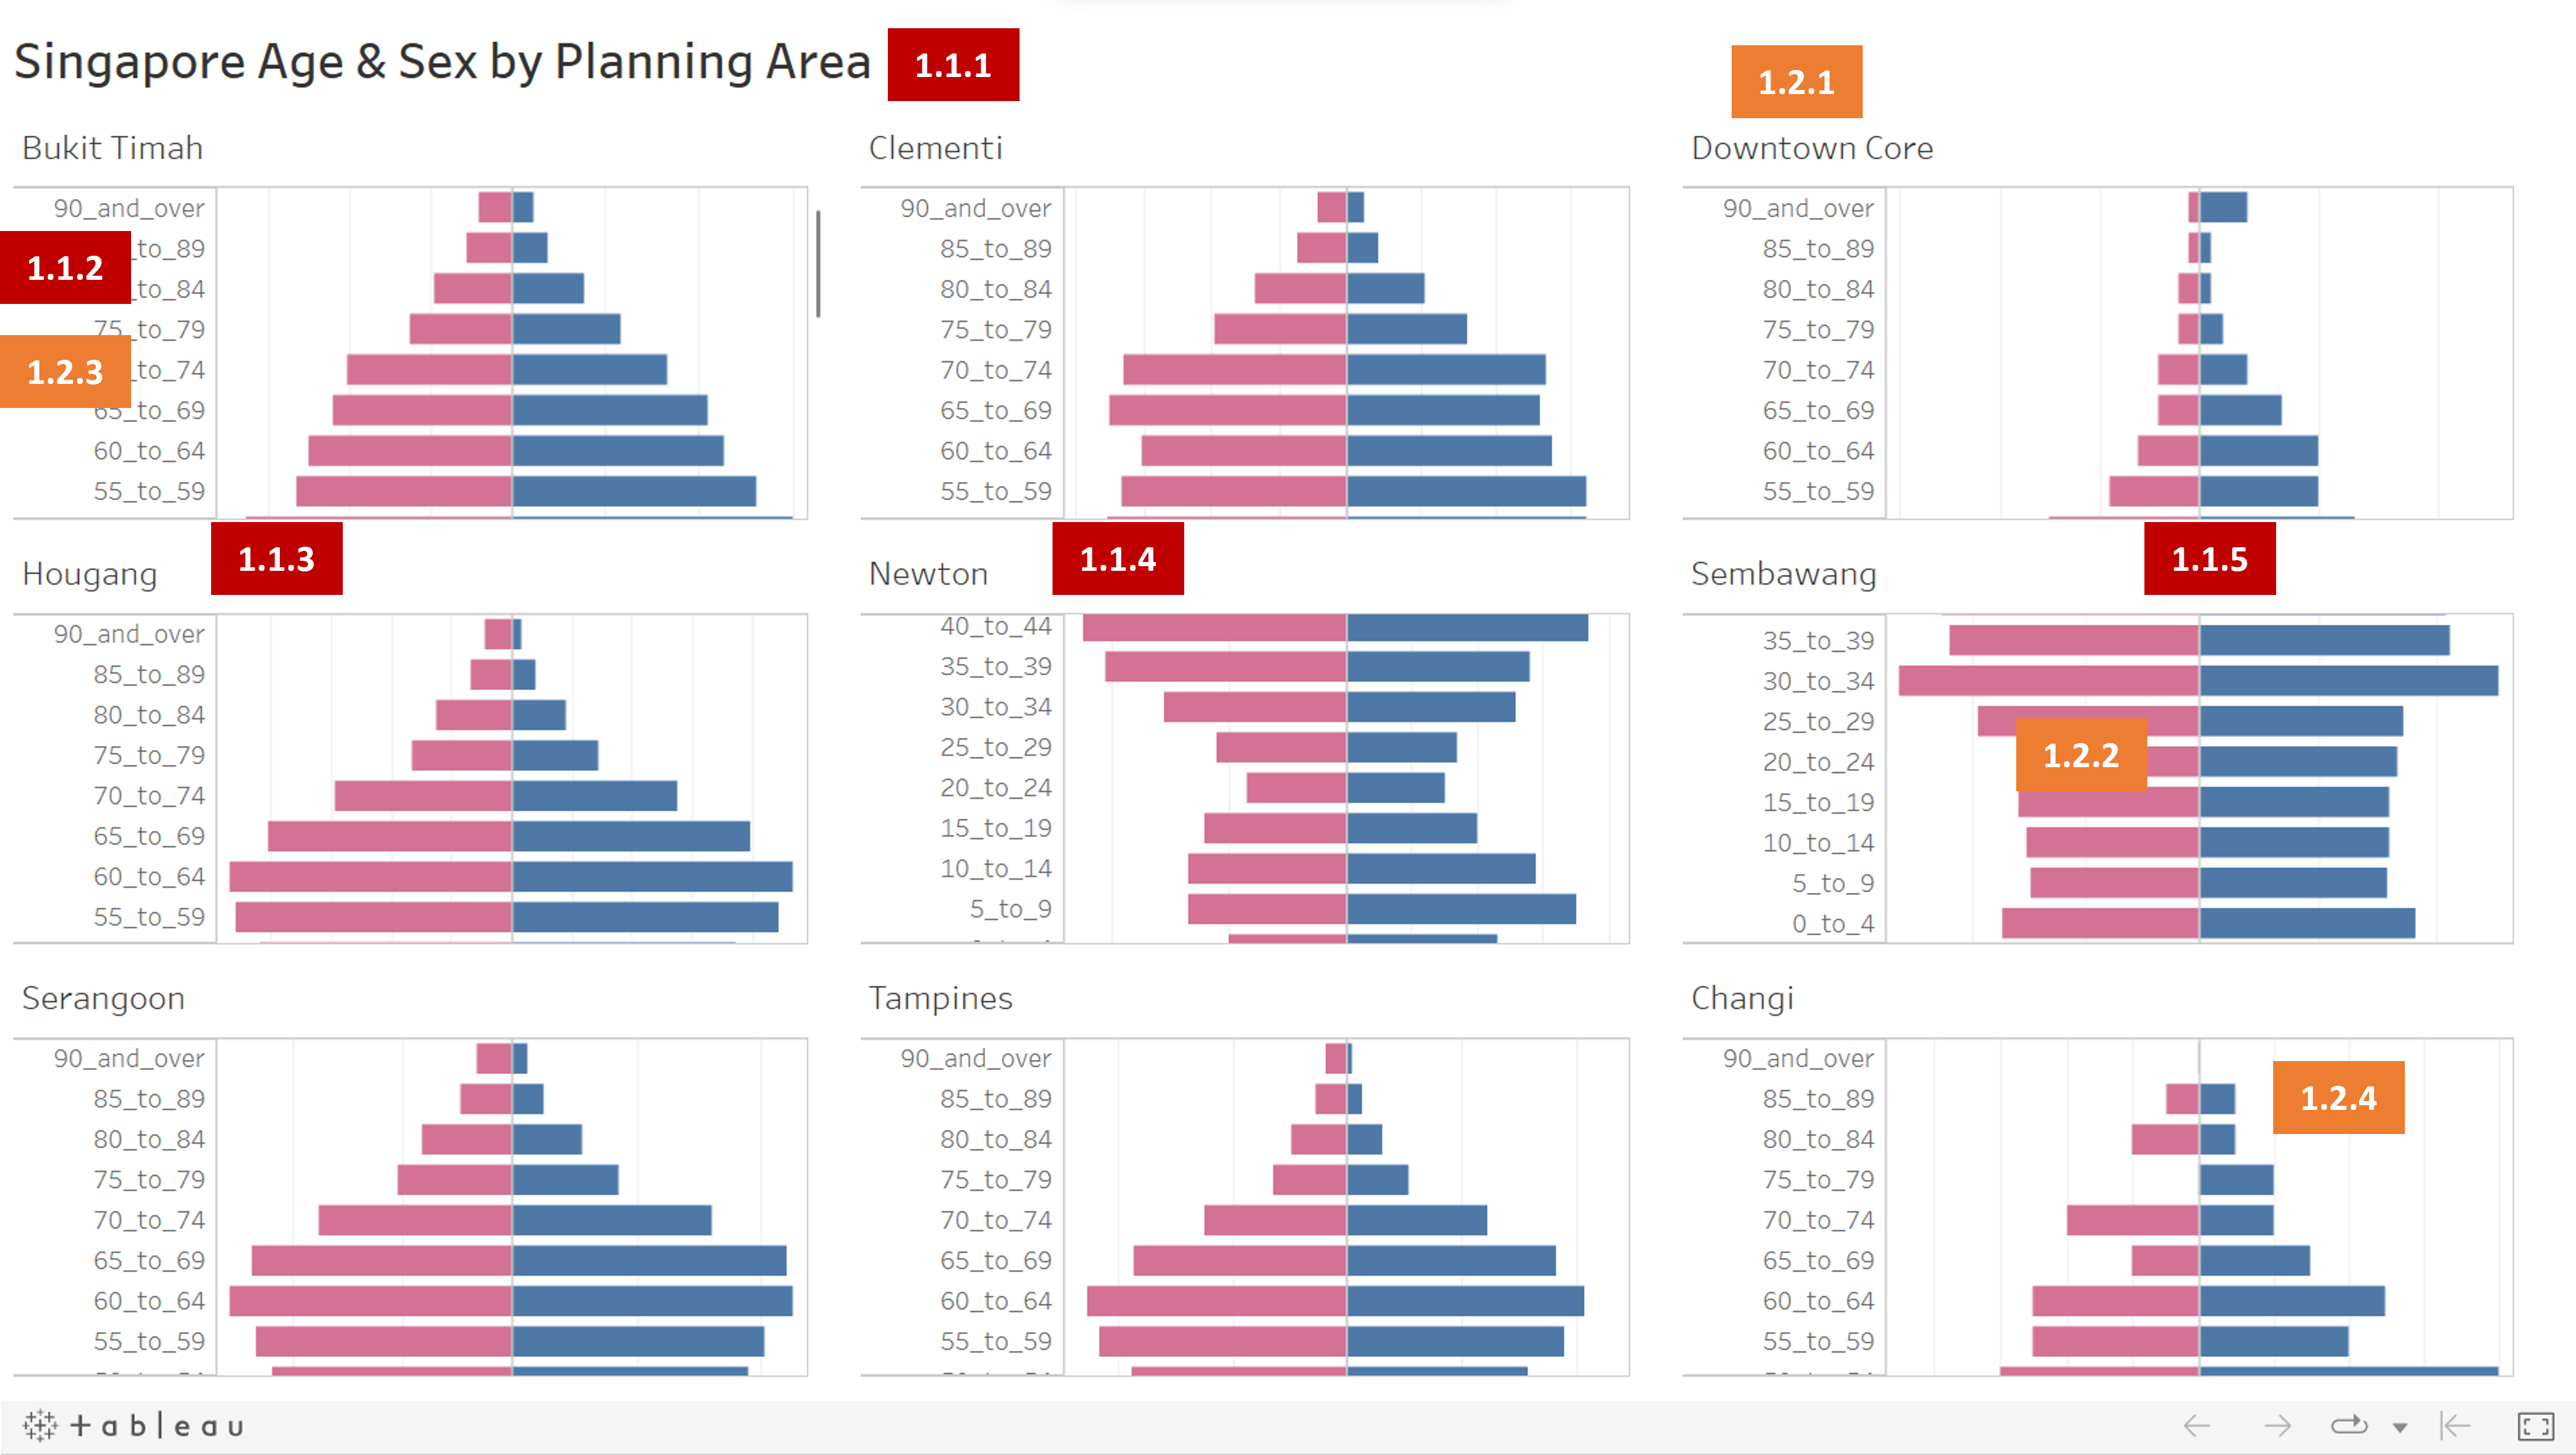 Singapore Age & Sex by Planning Area
1.1.1
1.2.1
Bukit Timah
90_and_over
_to_89
1.1.2
_to_84
75_to_79
1.2.3
_to_74
65_to_69
60_to_64
55_to_59
Clementi
90_and_over
85_to_89
80_to_84
75_to_79
70_to_74
65_to_69
60_to_64
55_to_59
Downtown Core
90_and_over
85_to_89
80_to_84
75_to_79
70_to_74
65_to_69
60_to_64
55_to_59
Hougang
1.1.3
90_and_over
85_to_89
80_to_84
75_to_79
70_to_74
65_to_69
60_to_64
55_to_59
Newton
1.1.4
40_to_44
35_to_39
30_to_34
25_to_29
20_to_24
15_to_19
10_to_14
5_to_9
Sembawang
1.1.5
35_to_39
30_to_34
25_to_29
1.2.2
20_to_24
15_to_19
10_to_14
5_to_9
0_to_4
Serangoon
90_and_over
85_to_89
80_to_84
75_to_79
70_to_74
65_to_69
60_to_64
55_to_59
Tampines
90_and_over
85_to_89
80_to_84
75_to_79
70_to_74
65_to_69
60_to_64
55_to_59
Changi
90_and_over
85_to_89
1.2.4
80_to_84
75_to_79
70_to_74
65_to_69
60_to_64
55_to_59
+ a b | e a u